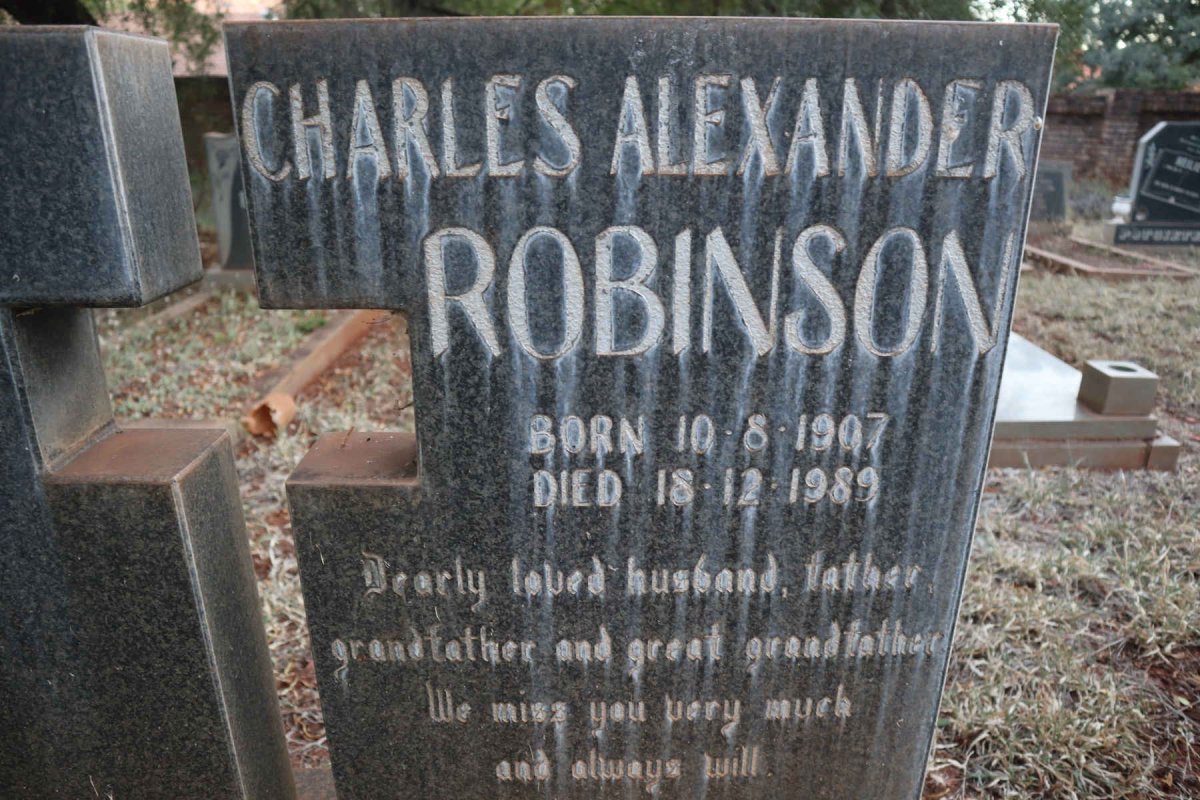 CHARLES ALEXANDER
ROBINSON
BORN 10·8·1907
DIED 18·12·1989
Dearly loved husband, father,
grandfather and great grandfather
We miss you very much
and always will.